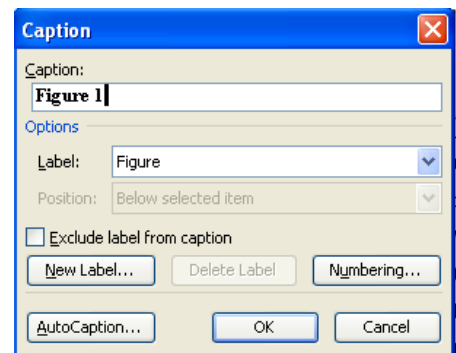 Caption
Caption:
Figure 1
Options
Label: Figure
Position: Below selected item
Exclude label from caption
New Label... Delete Label Numbering...
AutoCaption... OK Cancel